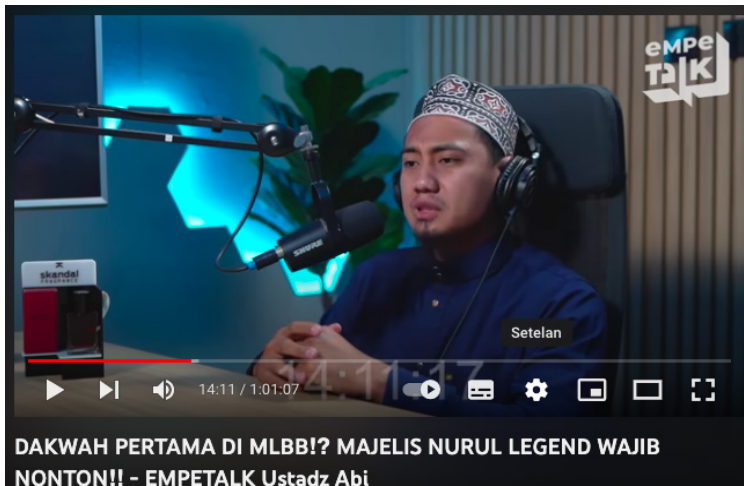 eMPe
TALK
SHURE
skandal
FRAGRANCE
Setelan
14:11:17
14:11 / 1:01:07
DAKWAH PERTAMA DI MLBB!? MAJELIS NURUL LEGEND WAJIB
NONTON!! - EMPETALK Ustadz Abi